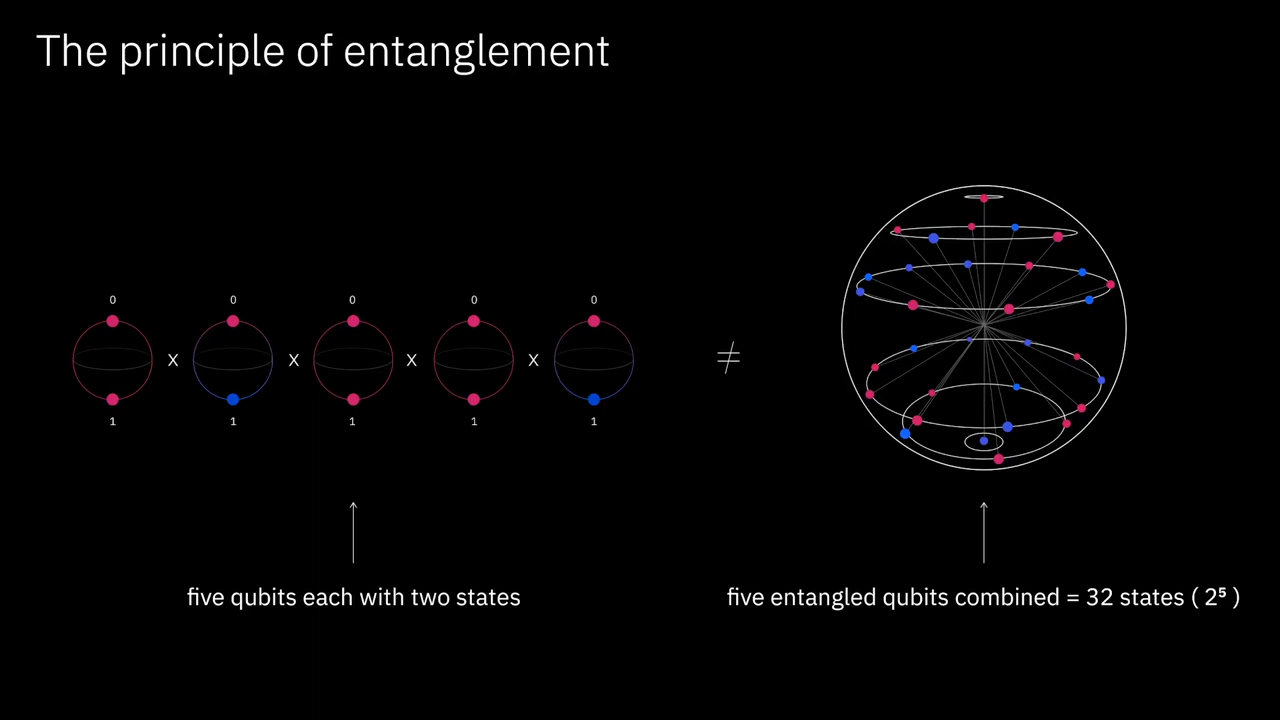 The principle of entanglement
0 0 0 0 0
X X X X
≠
1 1 1 1 1
five qubits each with two states
five entangled qubits combined = 32 states ( 2⁵ )